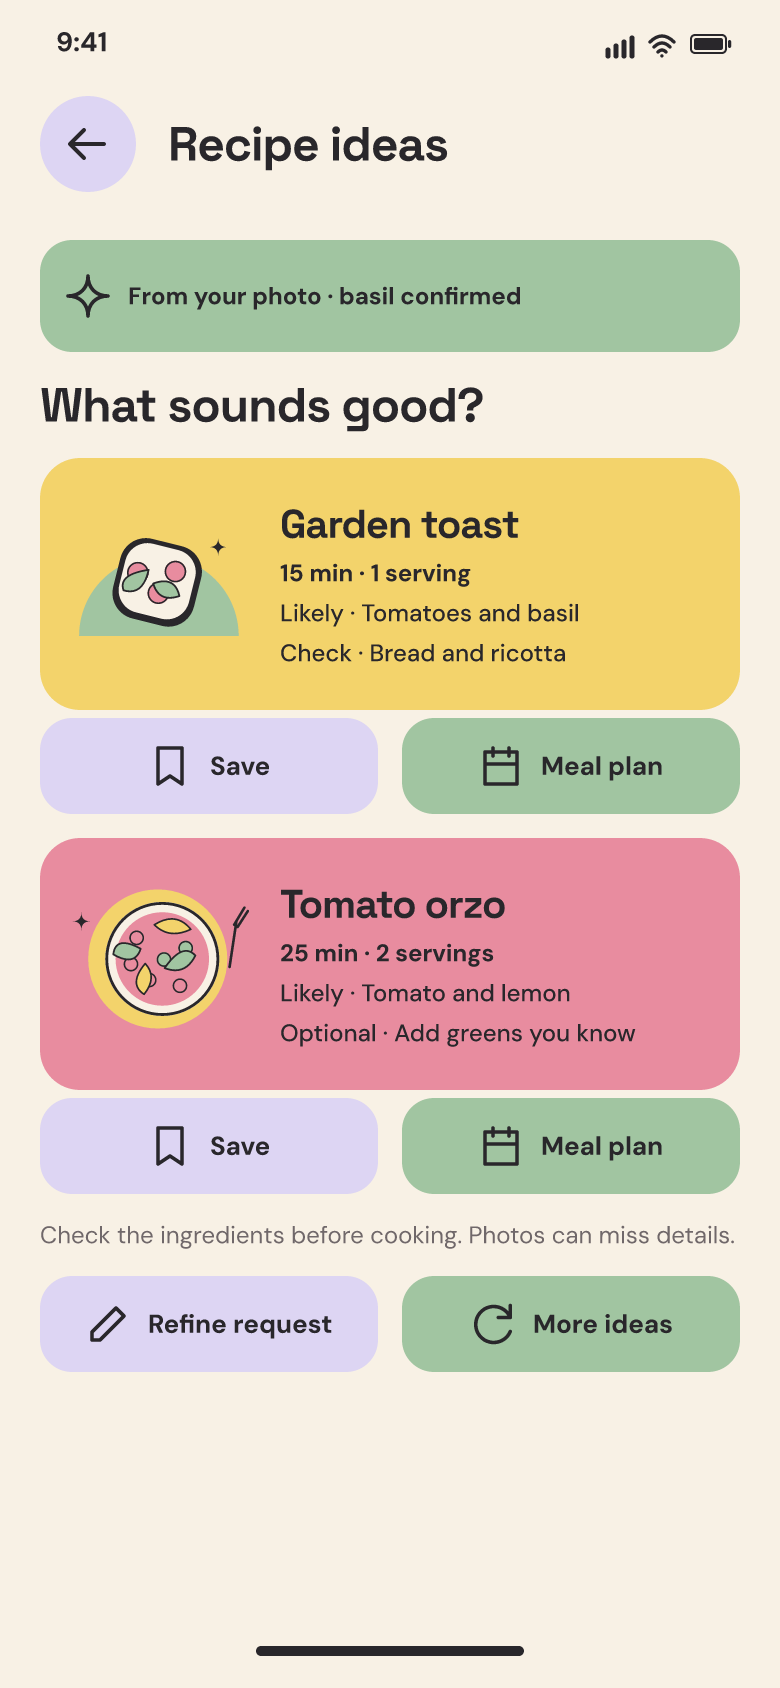 9:41
Recipe ideas
From your photo · basil confirmed
What sounds good?
Garden toast
15 min · 1 serving
Likely · Tomatoes and basil
Check · Bread and ricotta
Save
Meal plan
Tomato orzo
25 min · 2 servings
Likely · Tomato and lemon
Optional · Add greens you know
Save
Meal plan
Check the ingredients before cooking. Photos can miss details.
Refine request
More ideas